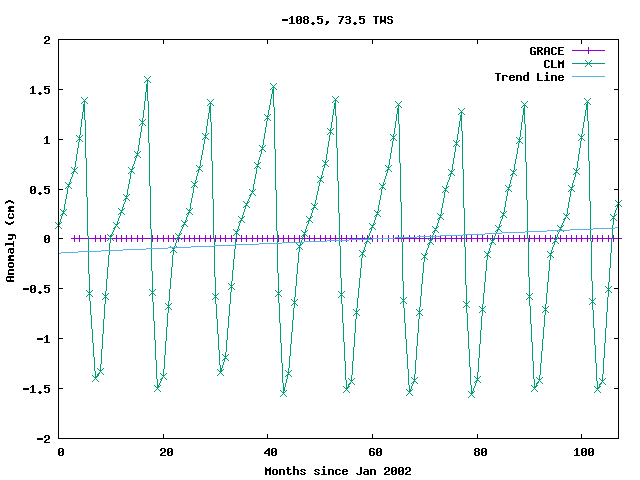 -108.5, 73.5 TWS
GRACE
CLM
Trend Line
2
1.5
1
0.5
0
-0.5
-1
-1.5
-2
Anomaly (cm)
0 20 40 60 80 100
Months since Jan 2002